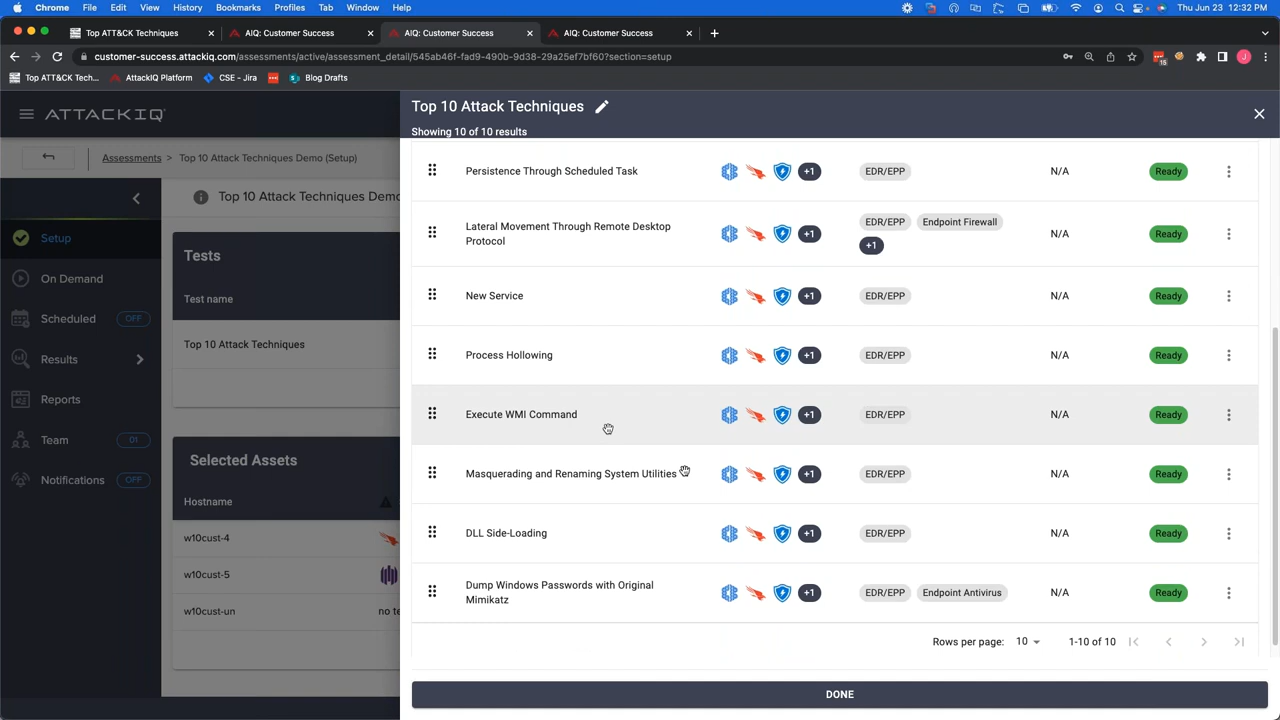 Chrome File Edit View History Bookmarks Profiles Tab Window Help
Thu Jun 23 12:32 PM
Top ATT&CK Techniques
AIQ: Customer Success
AIQ: Customer Success
AIQ: Customer Success
customer-success.attackiq.com/assessments/active/assessment_detail/545ab46f-fad9-490b-9d38-29a25ef7bf60?section=setup
15
J
Top ATT&CK Tech...
AttackIQ Platform
CSE - Jira
Blog Drafts
ATTACKIQ
Assessments > Top 10 Attack Techniques Demo (Setup)
Top 10 Attack Techniques Demo
Setup
On Demand
Scheduled OFF
Results
Reports
Team 01
Notifications OFF
Tests
Test name
Top 10 Attack Techniques
Selected Assets
Hostname
w10cust-4
w10cust-5
w10cust-un no te
Top 10 Attack Techniques
Showing 10 of 10 results
Persistence Through Scheduled Task +1 EDR/EPP N/A Ready
Lateral Movement Through Remote Desktop
Protocol
+1 EDR/EPP Endpoint Firewall
+1
N/A Ready
New Service +1 EDR/EPP N/A Ready
Process Hollowing +1 EDR/EPP N/A Ready
Execute WMI Command +1 EDR/EPP N/A Ready
Masquerading and Renaming System Utilities +1 EDR/EPP N/A Ready
DLL Side-Loading +1 EDR/EPP N/A Ready
Dump Windows Passwords with Original
Mimikatz
+1 EDR/EPP Endpoint Antivirus N/A Ready
Rows per page: 10 1-10 of 10
DONE